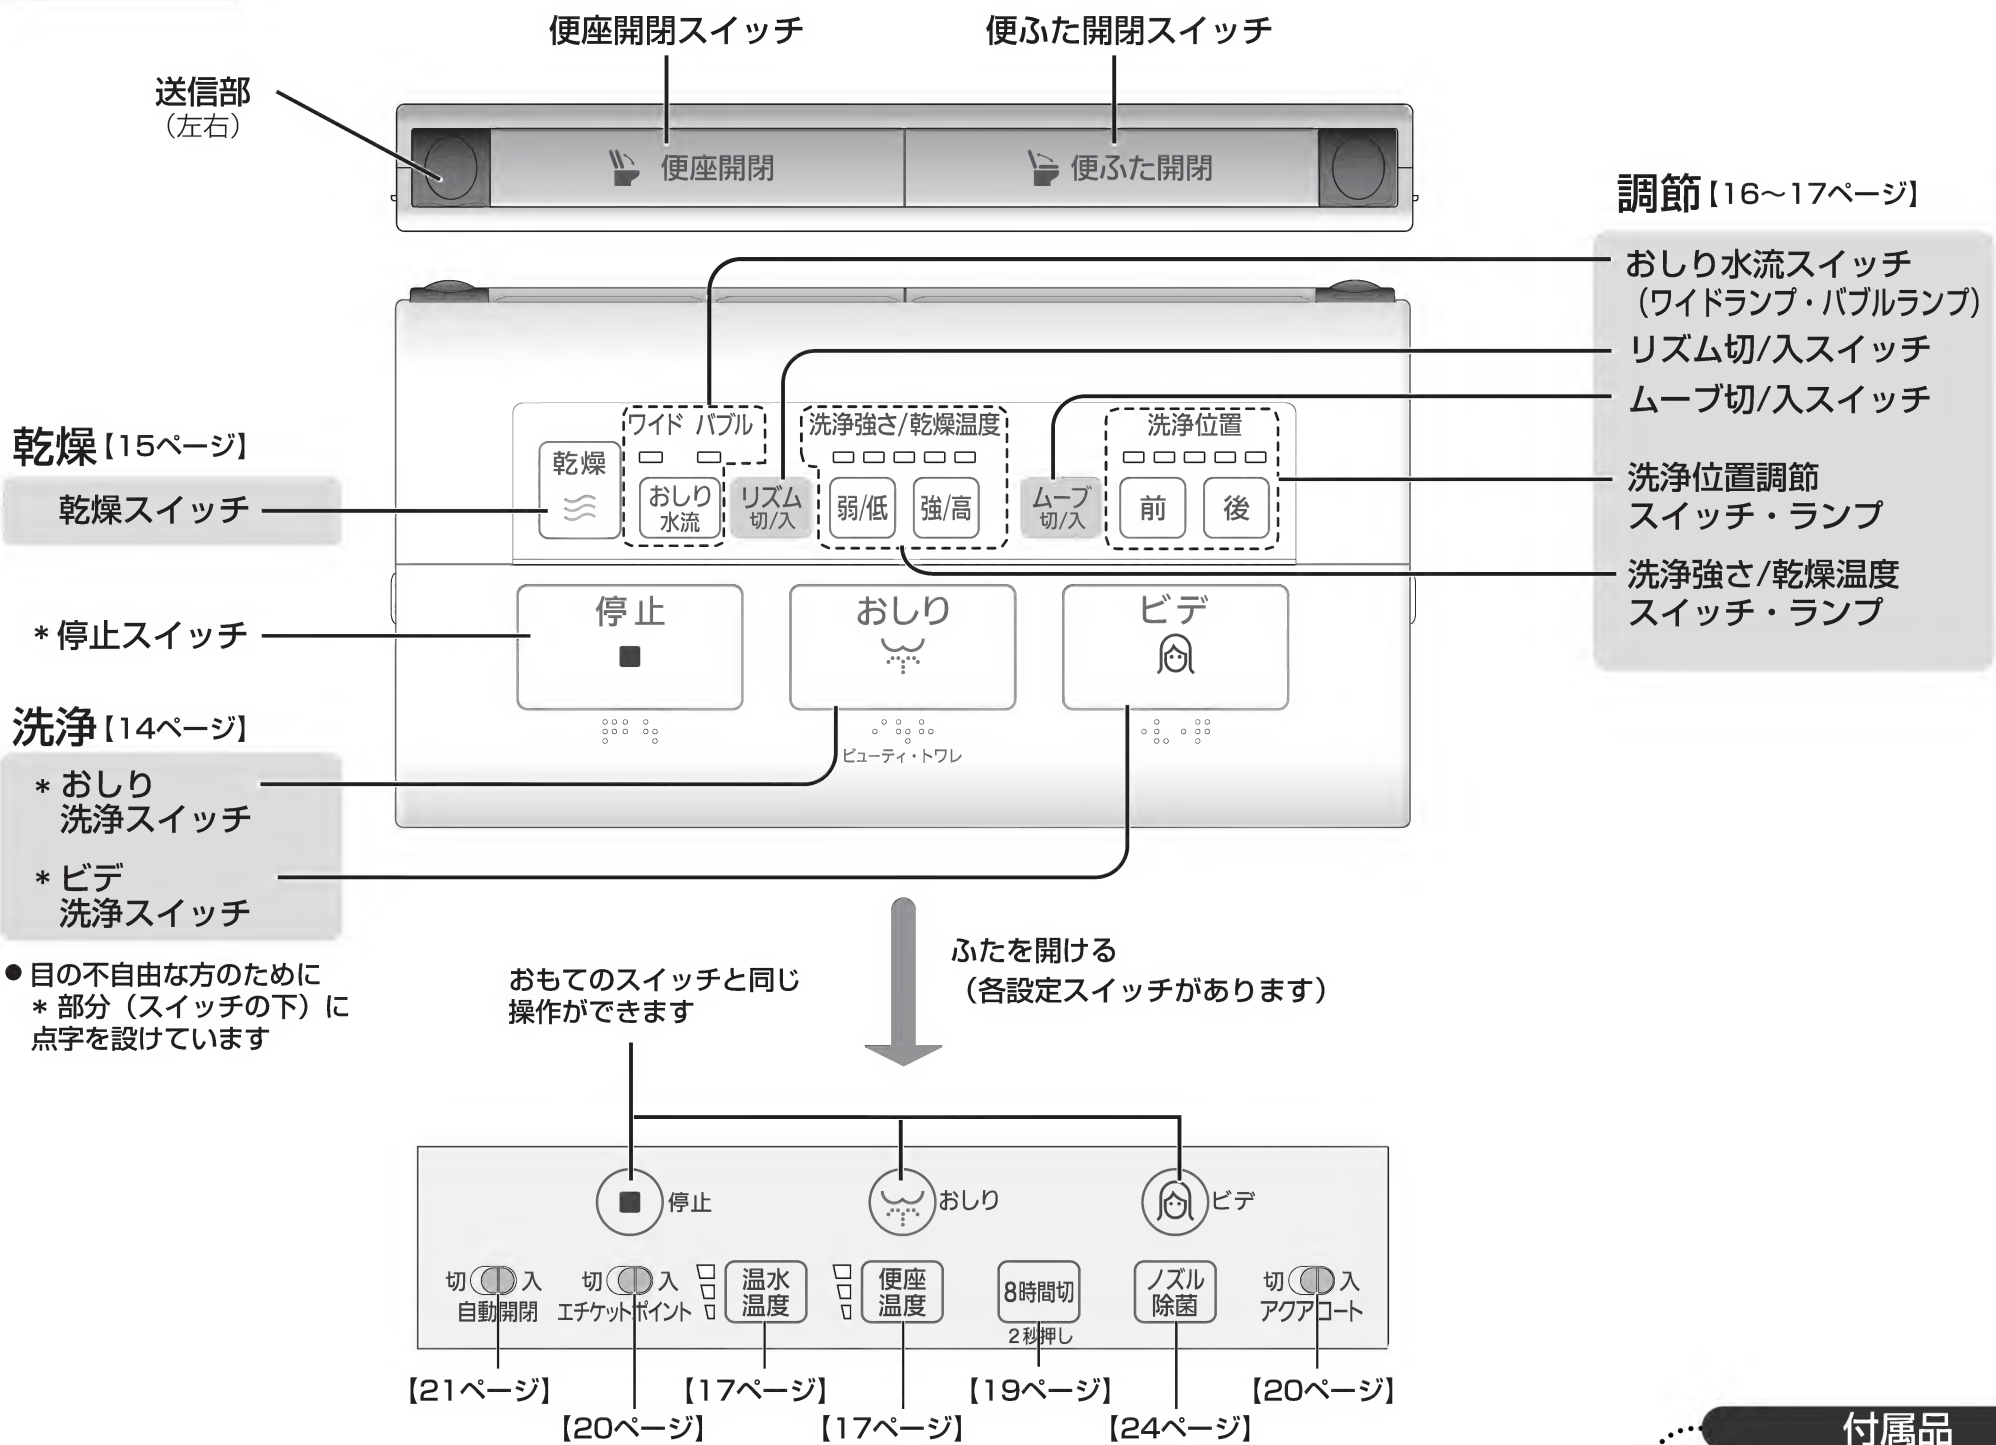 便座開閉スイッチ
便ふた開閉スイッチ
送信部
（左右）
便座開閉
便ふた開閉
調節【16〜17ページ】
おしり水流スイッチ
（ワイドランプ・バブルランプ）
リズム切/入スイッチ
ムーブ切/入スイッチ
洗浄位置調節
スイッチ・ランプ
洗浄強さ/乾燥温度
スイッチ・ランプ
乾燥【15ページ】
乾燥スイッチ
＊停止スイッチ
洗浄【14ページ】
＊おしり
洗浄スイッチ
＊ビデ
洗浄スイッチ
●目の不自由な方のために
＊部分（スイッチの下）に
点字を設けています
ワイド バブル
洗浄強さ/乾燥温度
洗浄位置
乾燥
おしり
水流
リズム
切/入
弱/低
強/高
ムーブ
切/入
前
後
停止
おしり
ビデ
ビューティ・トワレ
ふたを開ける
（各設定スイッチがあります）
おもてのスイッチと同じ
操作ができます
停止
おしり
ビデ
切 入
自動開閉
切 入
エチケットポイント
温水
温度
便座
温度
8時間切
2秒押し
ノズル
除菌
切 入
アクアコート
【21ページ】
【20ページ】
【17ページ】
【17ページ】
【19ページ】
【24ページ】
【20ページ】
付属品